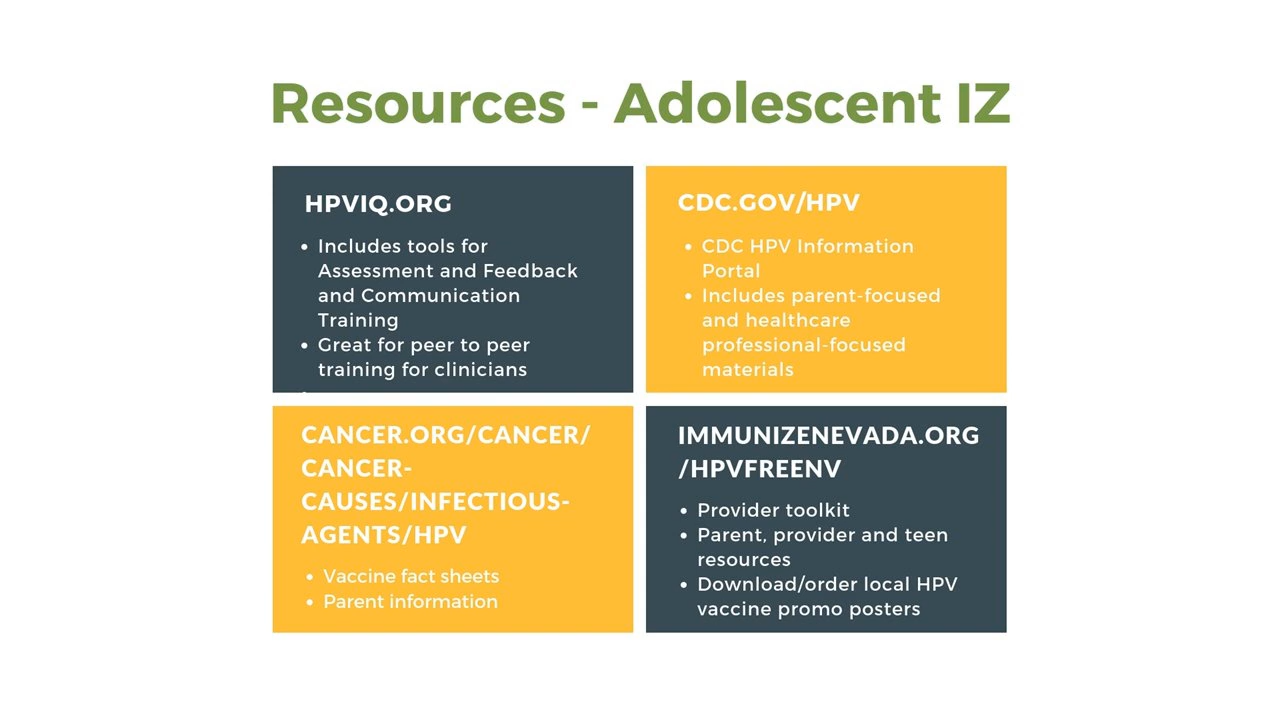 Resources - Adolescent IZ
HPVIQ.ORG
• Includes tools for
Assessment and Feedback
and Communication
Training
• Great for peer to peer
training for clinicians
CDC.GOV/HPV
• CDC HPV Information
Portal
• Includes parent-focused
and healthcare
professional-focused
materials
CANCER.ORG/CANCER/
CANCER-
CAUSES/INFECTIOUS-
AGENTS/HPV
• Vaccine fact sheets
• Parent information
IMMUNIZENEVADA.ORG
/HPVFREENV
• Provider toolkit
• Parent, provider and teen
resources
• Download/order local HPV
vaccine promo posters